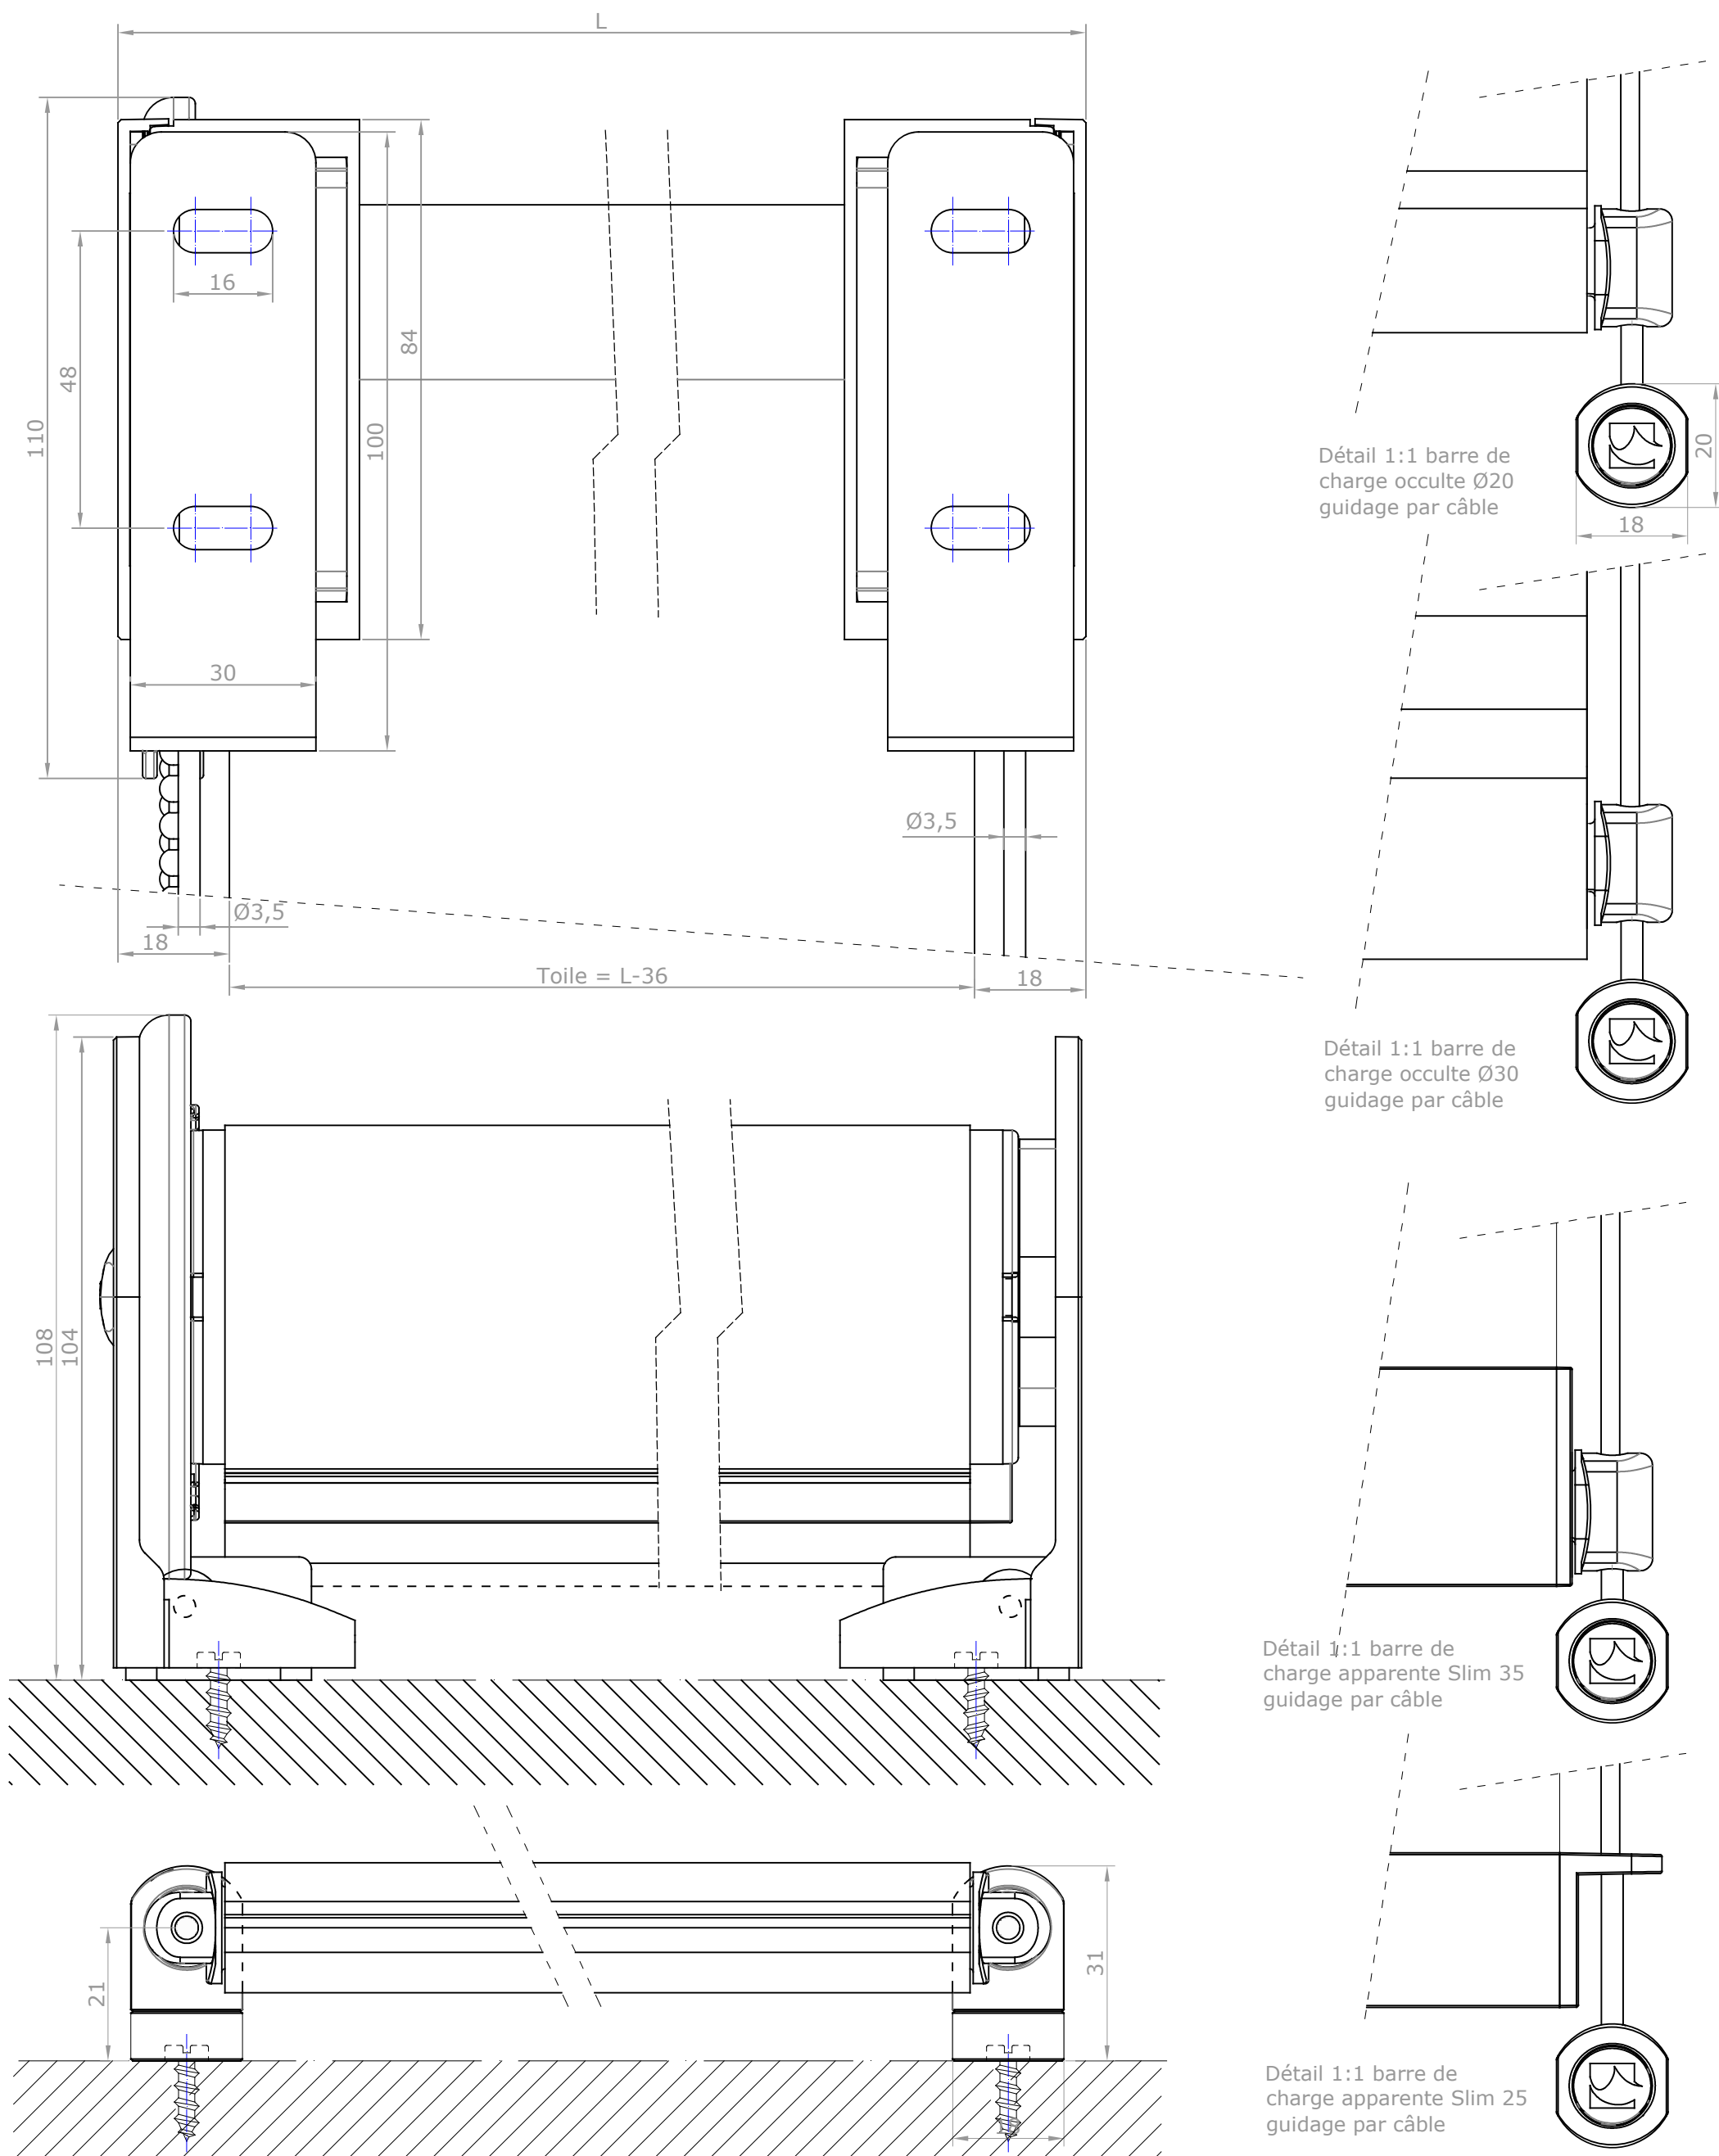 L
16
48
84
100
110
30
Ø3,5
Ø3,5
18
Toile = L-36
18
Détail 1:1 barre de
charge occulte Ø20
guidage par câble
20
18
Détail 1:1 barre de
charge occulte Ø30
guidage par câble
108
104
Détail 1:1 barre de
charge apparente Slim 35
guidage par câble
21
31
Détail 1:1 barre de
charge apparente Slim 25
guidage par câble